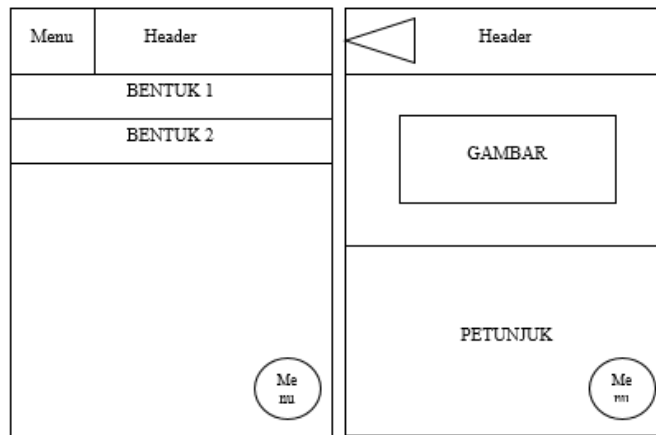 Menu
Header
BENTUK 1
BENTUK 2
Me
nu
Header
GAMBAR
PETUNJUK
Me
nu